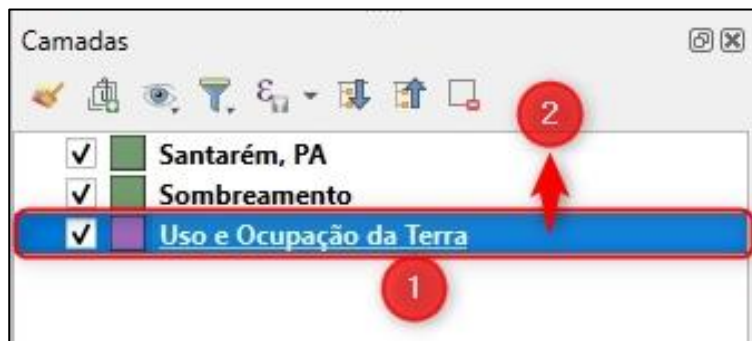 Camadas
2
Santarém, PA
Sombreamento
Uso e Ocupação da Terra
1